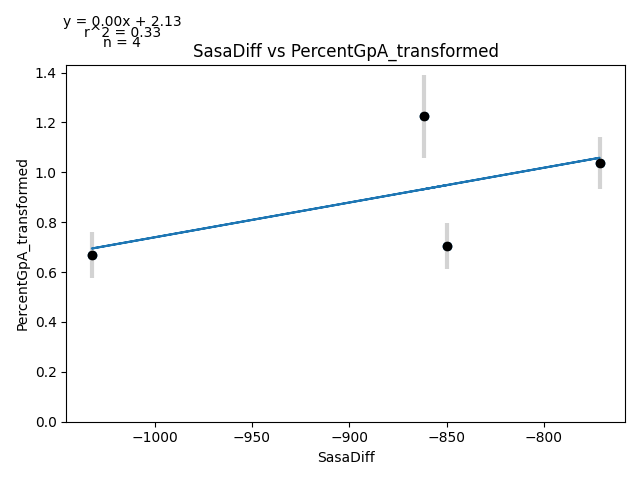 y = 0.00x + 2.13
r^2 = 0.33
n = 4
SasaDiff vs PercentGpA_transformed
1.4
1.2
1.0
0.8
0.6
0.4
0.2
0.0
PercentGpA_transformed
−1000
−950
−900
−850
−800
SasaDiff